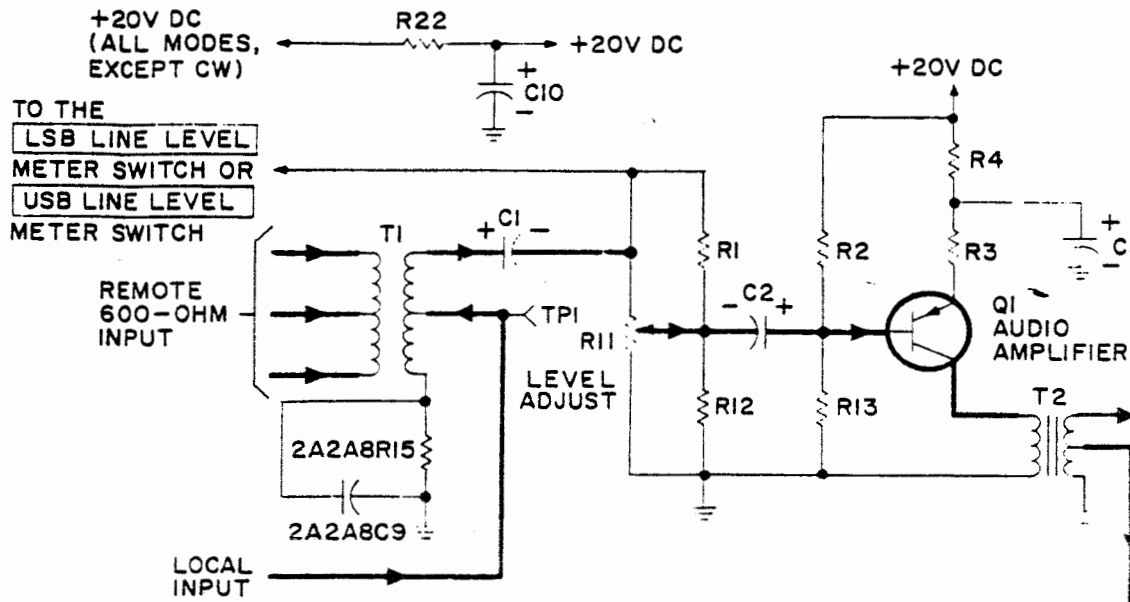 +20V DC
(ALL MODES,
EXCEPT CW)
R22
+20V DC
+
C10
-
+20V DC
TO THE
LSB LINE LEVEL
METER SWITCH OR
USB LINE LEVEL
METER SWITCH
R4
T1
+ C1 -
R1
R2
R3
+
C
-
REMOTE
600-OHM
INPUT
TP1
R11
- C2 +
Q1
AUDIO
AMPLIFIER
LEVEL
ADJUST
R12
R13
T2
2A2A8R15
2A2A8C9
LOCAL
INPUT